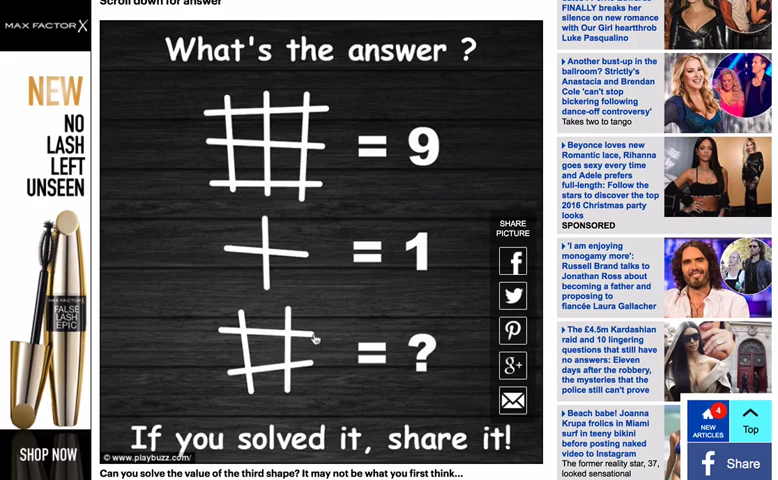 Scroll down for answer
MAX FACTOR X
NEW
NO
LASH
LEFT
UNSEEN
MAX FACTOR X
FALSE
LASH
EPIC
SHOP NOW
What's the answer ?
= 9
= 1
= ?
If you solved it, share it!
© www.playbuzz.com/
Can you solve the value of the third shape? It may not be what you first think...
SHARE
PICTURE
FINALLY breaks her
silence on new romance
with Our Girl heartthrob
Luke Pasqualino
Another bust-up in the
ballroom? Strictly's
Anastacia and Brendan
Cole 'can't stop
bickering following
dance-off controversy'
Takes two to tango
Beyonce loves new
Romantic lace, Rihanna
goes sexy every time
and Adele prefers
full-length: Follow the
stars to discover the top
2016 Christmas party
looks
SPONSORED
'I am enjoying
monogamy more':
Russell Brand talks to
Jonathan Ross about
becoming a father and
proposing to
fiancée Laura Gallacher
The £4.5m Kardashian
raid and 10 lingering
questions that still have
no answers: Eleven
days after the robbery,
the mysteries that the
police still can't prove
Beach babe! Joanna
Krupa frolics in Miami
surf in teeny bikini
before posting naked
video to Instagram
The former reality star, 37,
looked sensational
4
NEW
ARTICLES
Top
Share